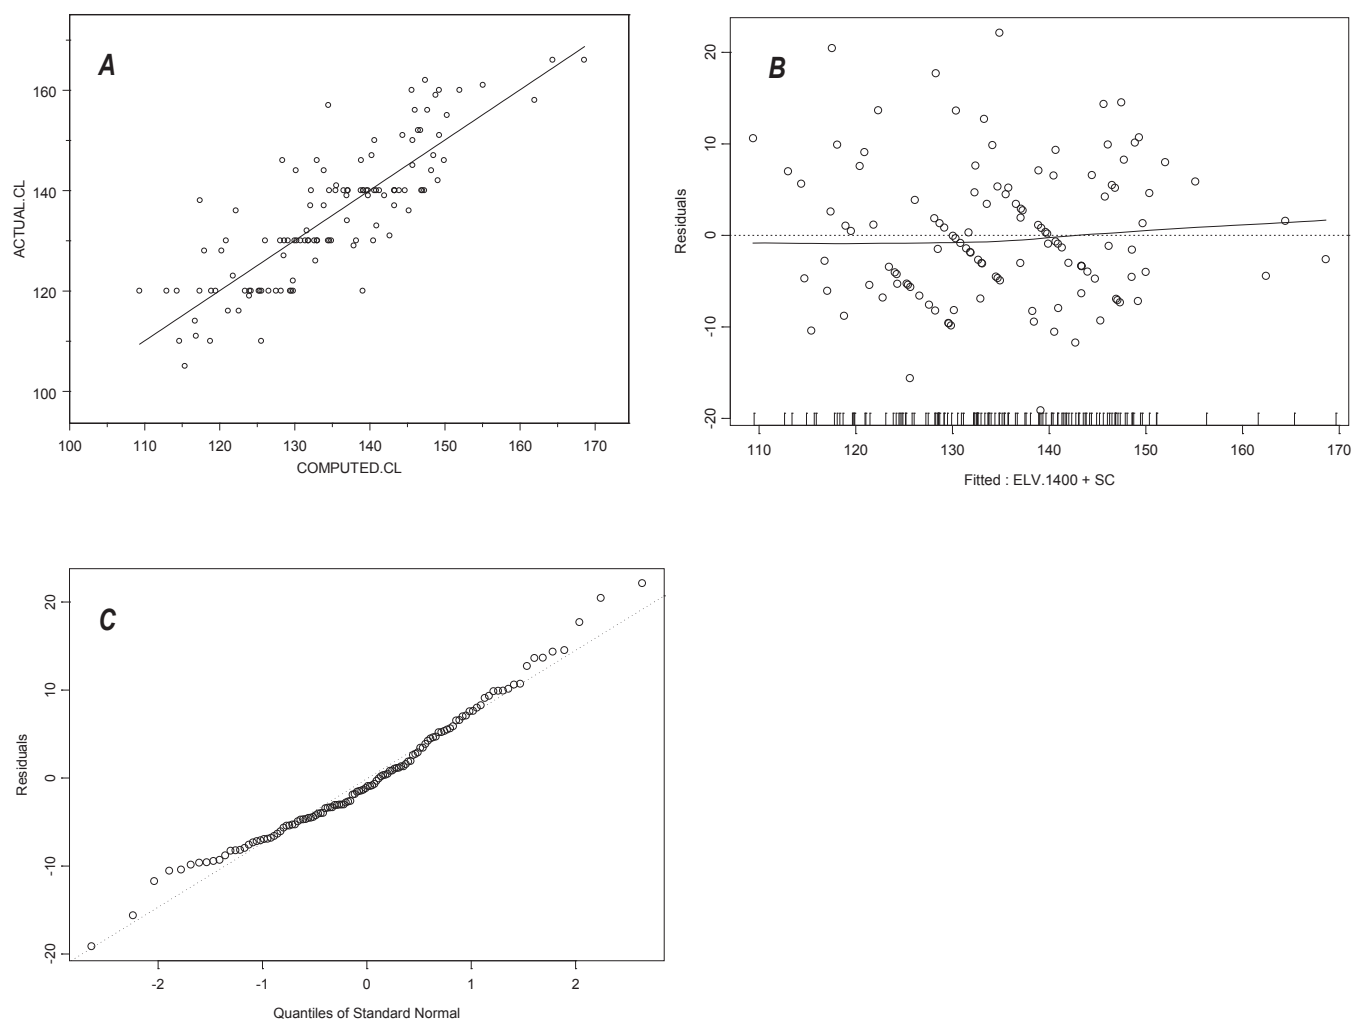 A
ACTUAL.CL
160
140
120
100
100 110 120 130 140 150 160 170
COMPUTED.CL
B
Residuals
20
10
0
-10
-20
110 120 130 140 150 160 170
Fitted : ELV.1400 + SC
C
Residuals
20
10
0
-10
-20
-2 -1 0 1 2
Quantiles of Standard Normal